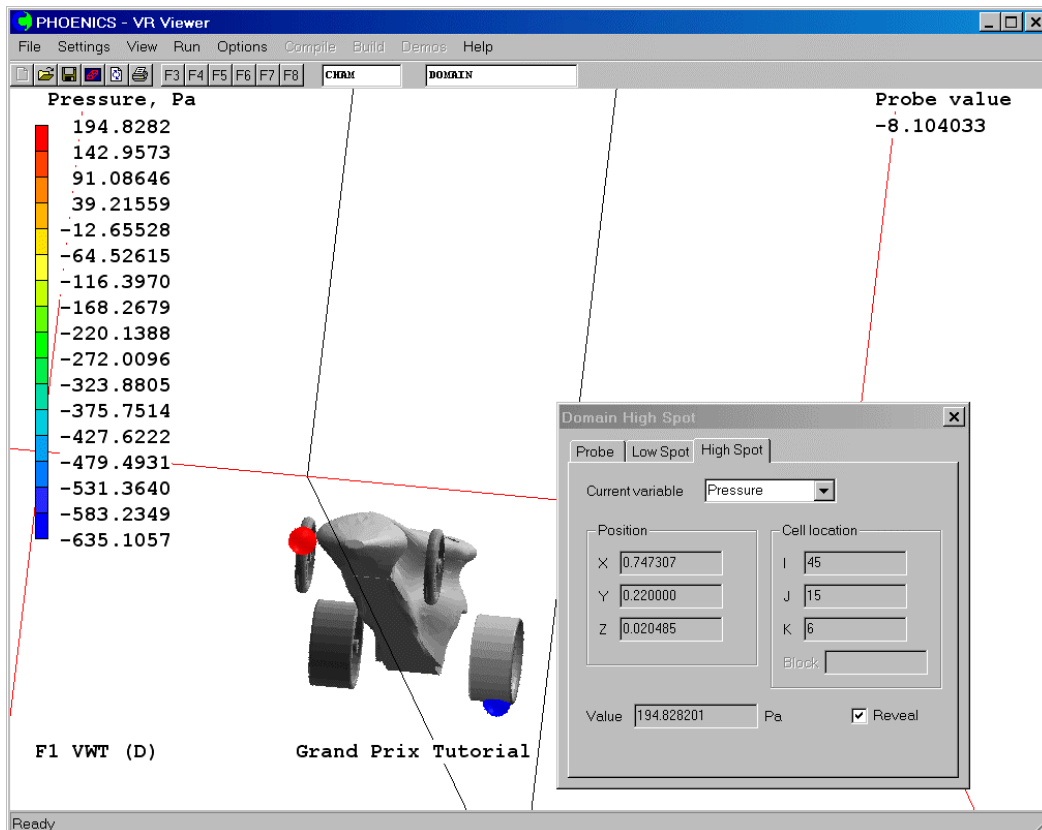 PHOENICS - VR Viewer
File Settings View Run Options Compile Build Demos Help
F3 F4 F5 F6 F7 F8 CHAM DOMAIN
Pressure, Pa
194.8282
142.9573
91.08646
39.21559
-12.65528
-64.52615
-116.3970
-168.2679
-220.1388
-272.0096
-323.8805
-375.7514
-427.6222
-479.4931
-531.3640
-583.2349
-635.1057
Probe value
-8.104033
Domain High Spot
Probe Low Spot High Spot
Current variable Pressure
Position
X 0.747307
Y 0.220000
Z 0.020485
Cell location
I 45
J 15
K 6
Block
Value 194.828201 Pa Reveal
F1 VWT (D) Grand Prix Tutorial
Ready